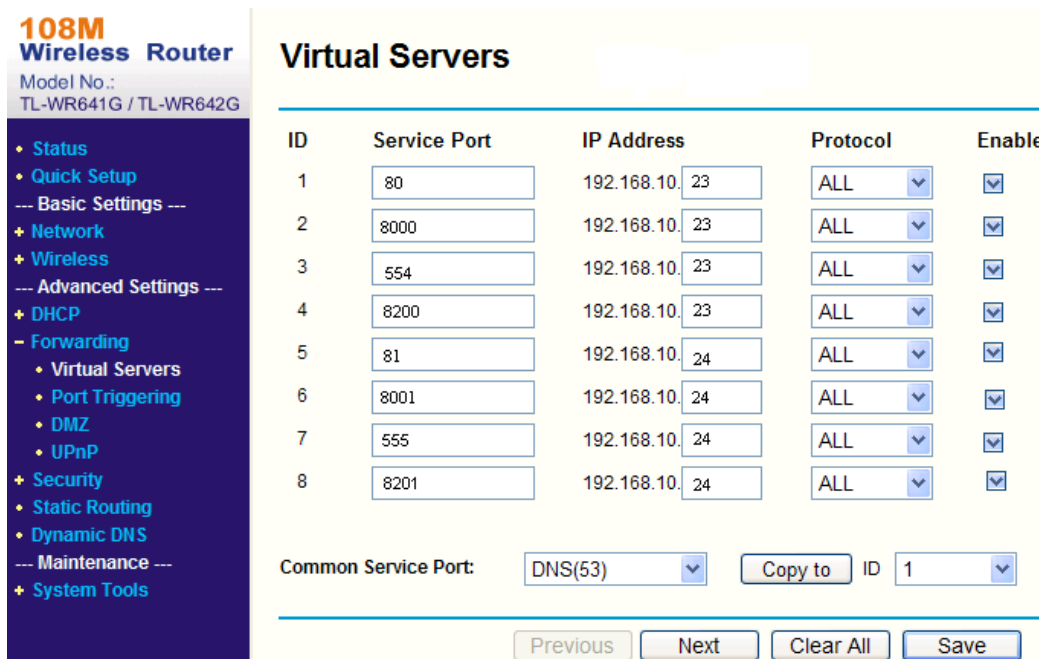 108M
Wireless Router
Model No.:
TL-WR641G / TL-WR642G
• Status
• Quick Setup
--- Basic Settings ---
+ Network
+ Wireless
--- Advanced Settings ---
+ DHCP
– Forwarding
• Virtual Servers
• Port Triggering
• DMZ
• UPnP
+ Security
• Static Routing
• Dynamic DNS
--- Maintenance ---
+ System Tools
Virtual Servers
ID Service Port IP Address Protocol Enable
1 80 192.168.10. 23 ALL
2 8000 192.168.10. 23 ALL
3 554 192.168.10. 23 ALL
4 8200 192.168.10. 23 ALL
5 81 192.168.10. 24 ALL
6 8001 192.168.10. 24 ALL
7 555 192.168.10. 24 ALL
8 8201 192.168.10. 24 ALL
Common Service Port: DNS(53) Copy to ID 1
Previous Next Clear All Save